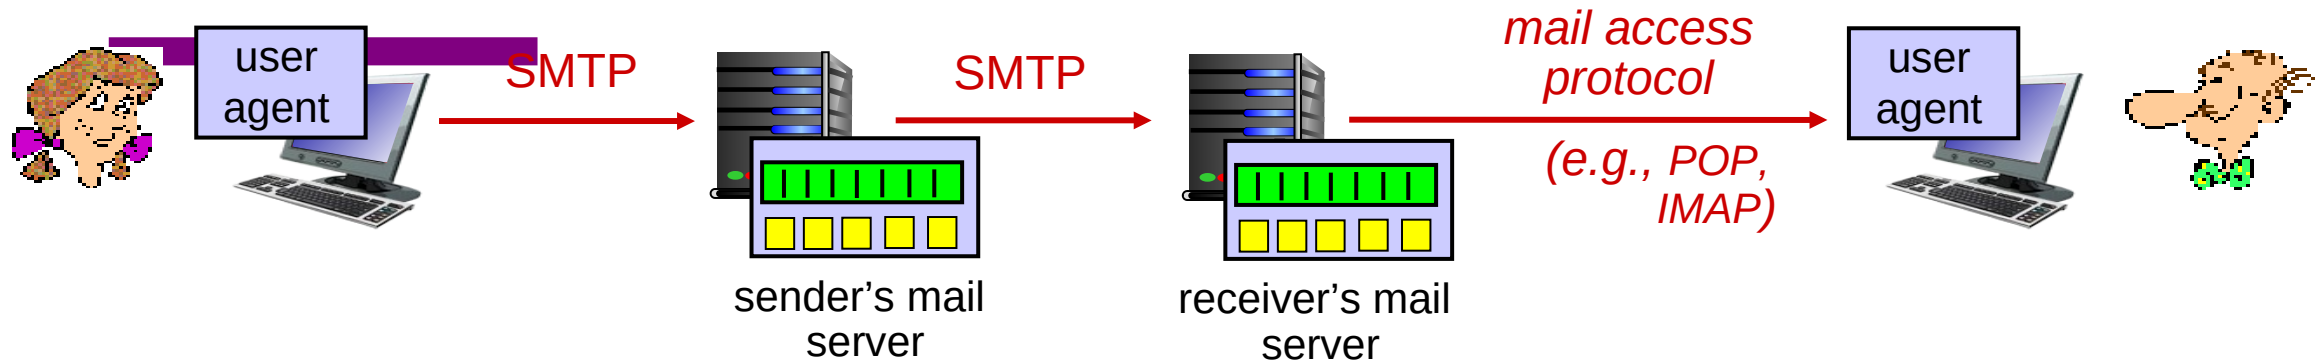 user
agent
SMTP
sender’s mail
server
SMTP
receiver’s mail
server
mail access
protocol
(e.g., POP,
IMAP)
user
agent